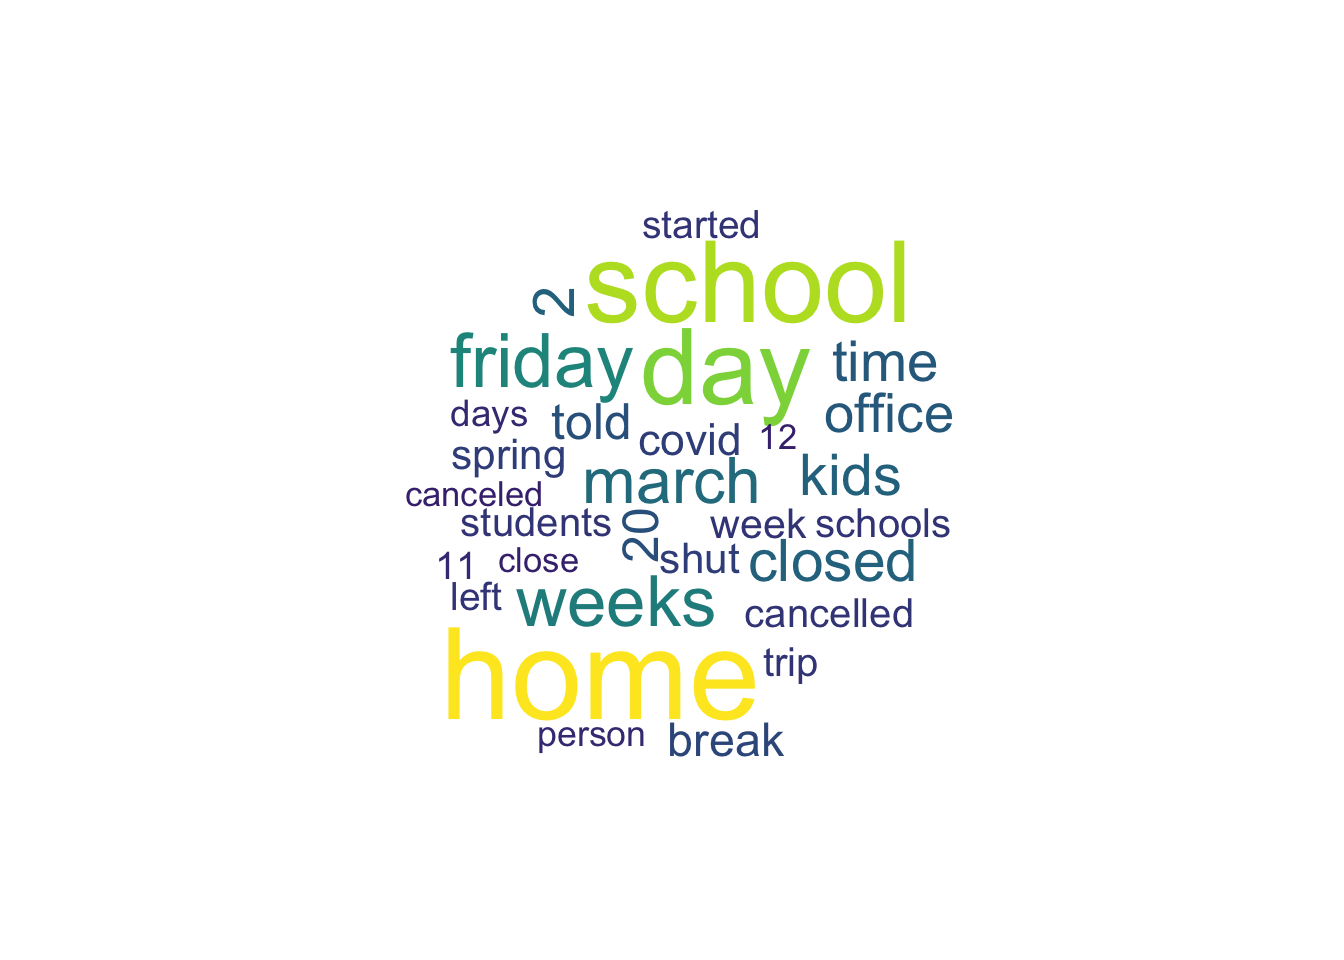 started
school
2
friday
day
time
days
told
office
covid
12
spring
march
kids
canceled
students
20
week
schools
11
close
shut
closed
left
weeks
cancelled
home
trip
person
break